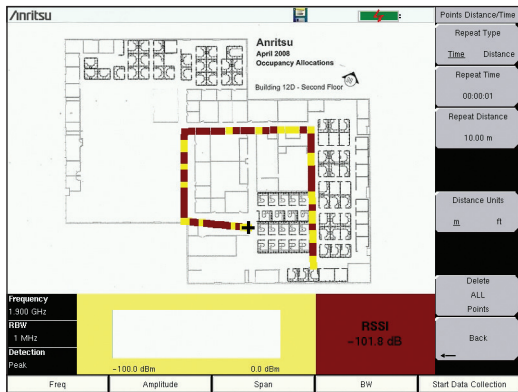 Anritsu
Points Distance/Time
Anritsu
April 2008
Occupancy Allocations
Building 12D - Second Floor
Repeat Type
Time Distance
Repeat Time
00:00:01
Repeat Distance
10.00 m
Distance Units
m ft
Delete
ALL
Points
Back
Frequency
1.900 GHz
RBW
1 MHz
Detection
Peak
-100.0 dBm 0.0 dBm
RSSI
-101.8 dB
Freq Amplitude Span BW Start Data Collection